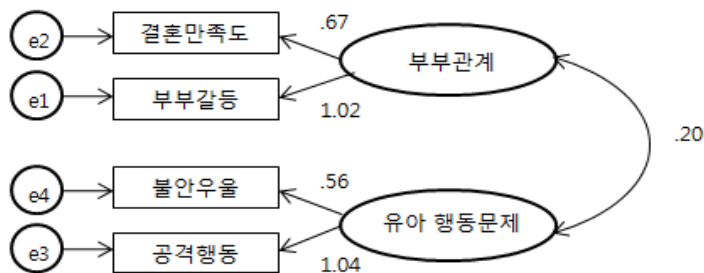 e2
결혼만족도
.67
부부관계
e1
부부갈등
1.02
.20
e4
불안우울
.56
유아 행동문제
e3
공격행동
1.04